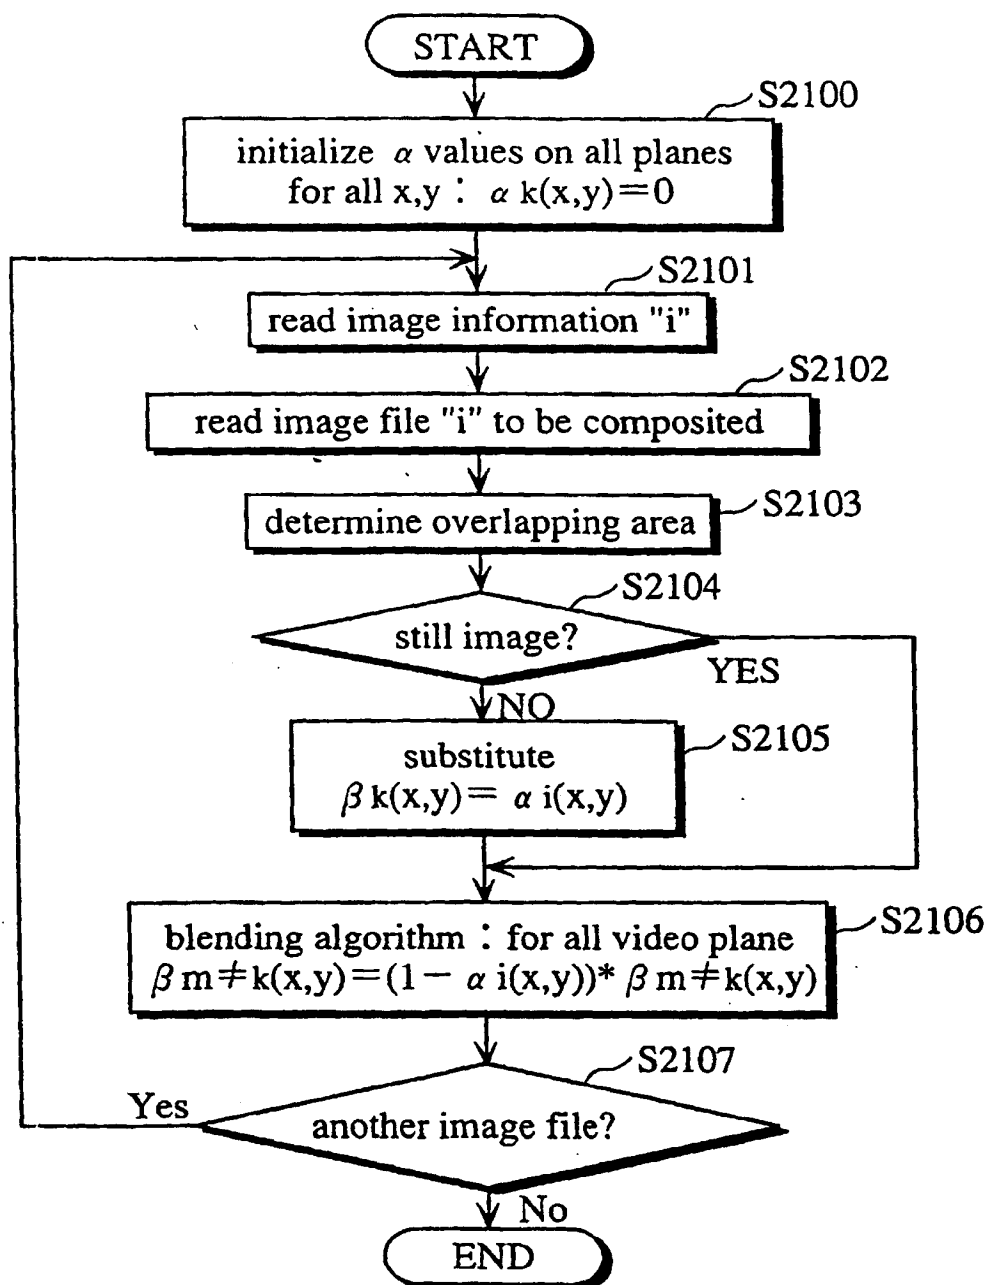 START
S2100
initialize α values on all planes
for all x,y : α k(x,y)=0
S2101
read image information "i"
S2102
read image file "i" to be composited
S2103
determine overlapping area
S2104
still image?
YES
NO
S2105
substitute
β k(x,y)= α i(x,y)
S2106
blending algorithm : for all video plane
β m≠k(x,y)=(1- α i(x,y))* β m≠k(x,y)
S2107
Yes
another image file?
No
END